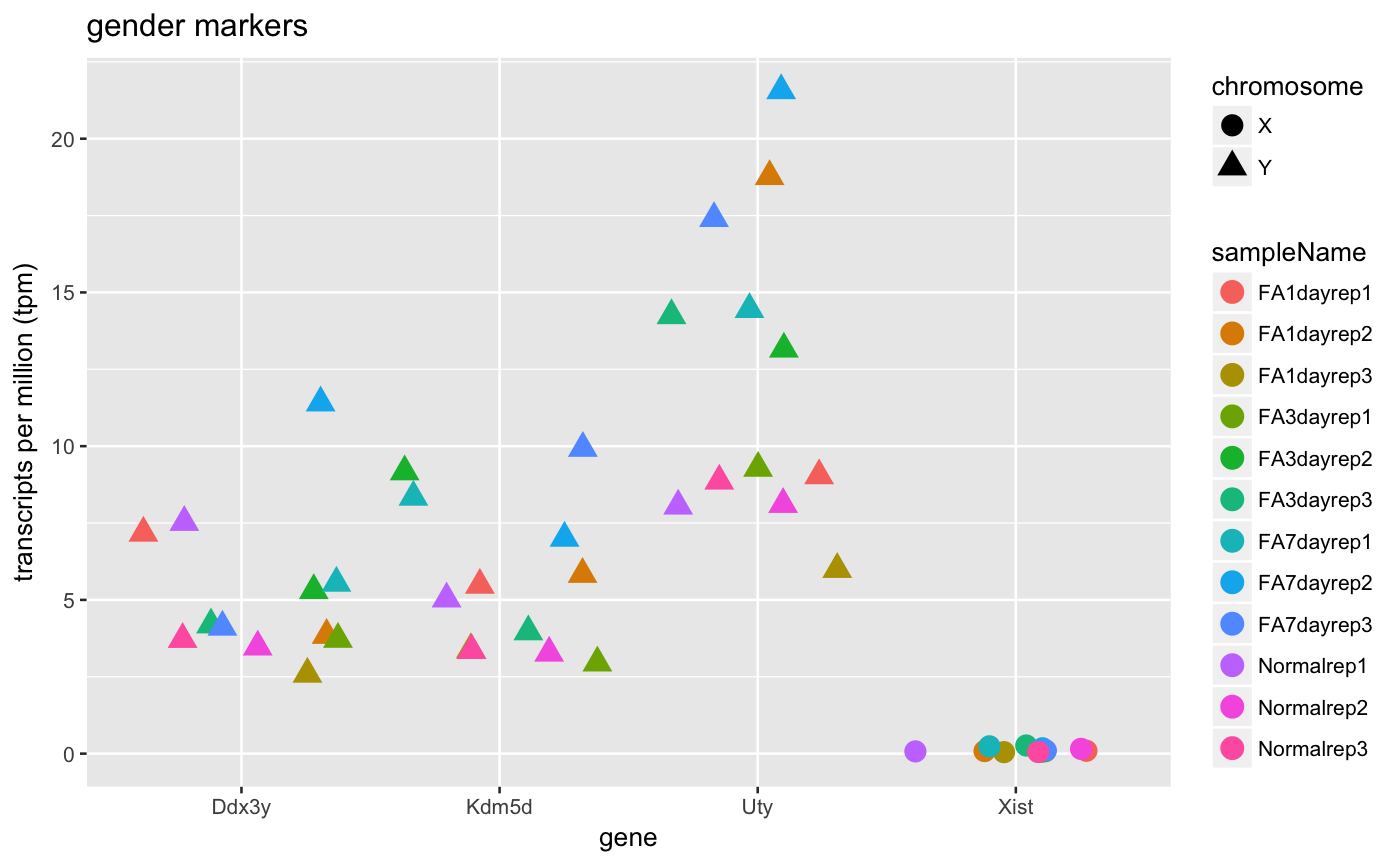 gender markers
transcripts per million (tpm)
20
15
10
5
0
Ddx3y Kdm5d Uty Xist
gene
chromosome
X
Y
sampleName
FA1dayrep1
FA1dayrep2
FA1dayrep3
FA3dayrep1
FA3dayrep2
FA3dayrep3
FA7dayrep1
FA7dayrep2
FA7dayrep3
Normalrep1
Normalrep2
Normalrep3